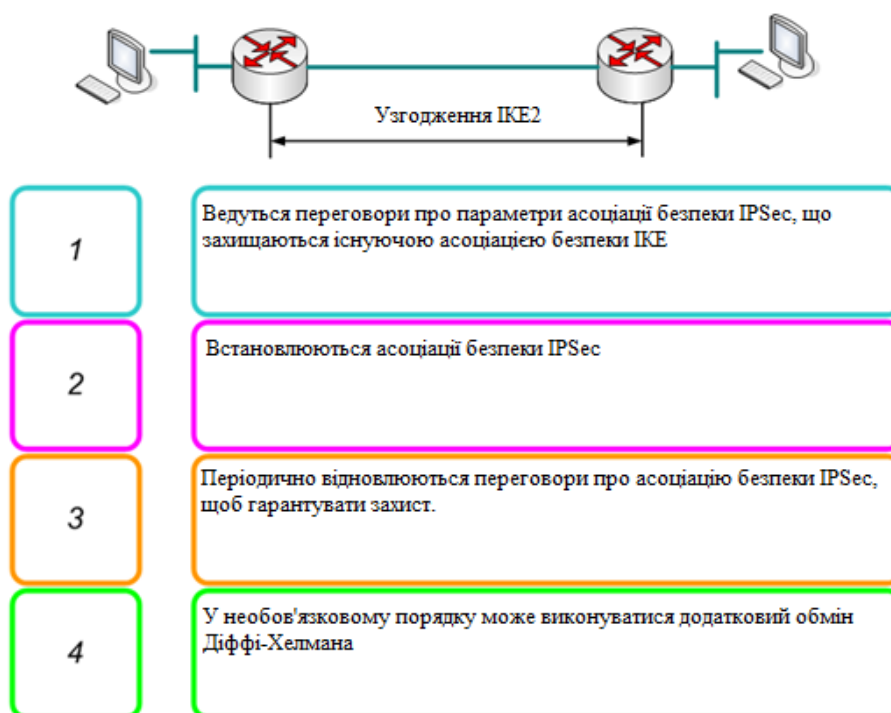 Узгодження ІКЕ2
1
Ведуться переговори про параметри асоціації безпеки IPSec, що
захищаються існуючою асоціацією безпеки ІКЕ
2
Встановлюються асоціації безпеки IPSec
3
Періодично відновлюються переговори про асоціацію безпеки IPSec,
щоб гарантувати захист.
4
У необов'язковому порядку може виконуватися додатковий обмін
Діффі-Хелмана